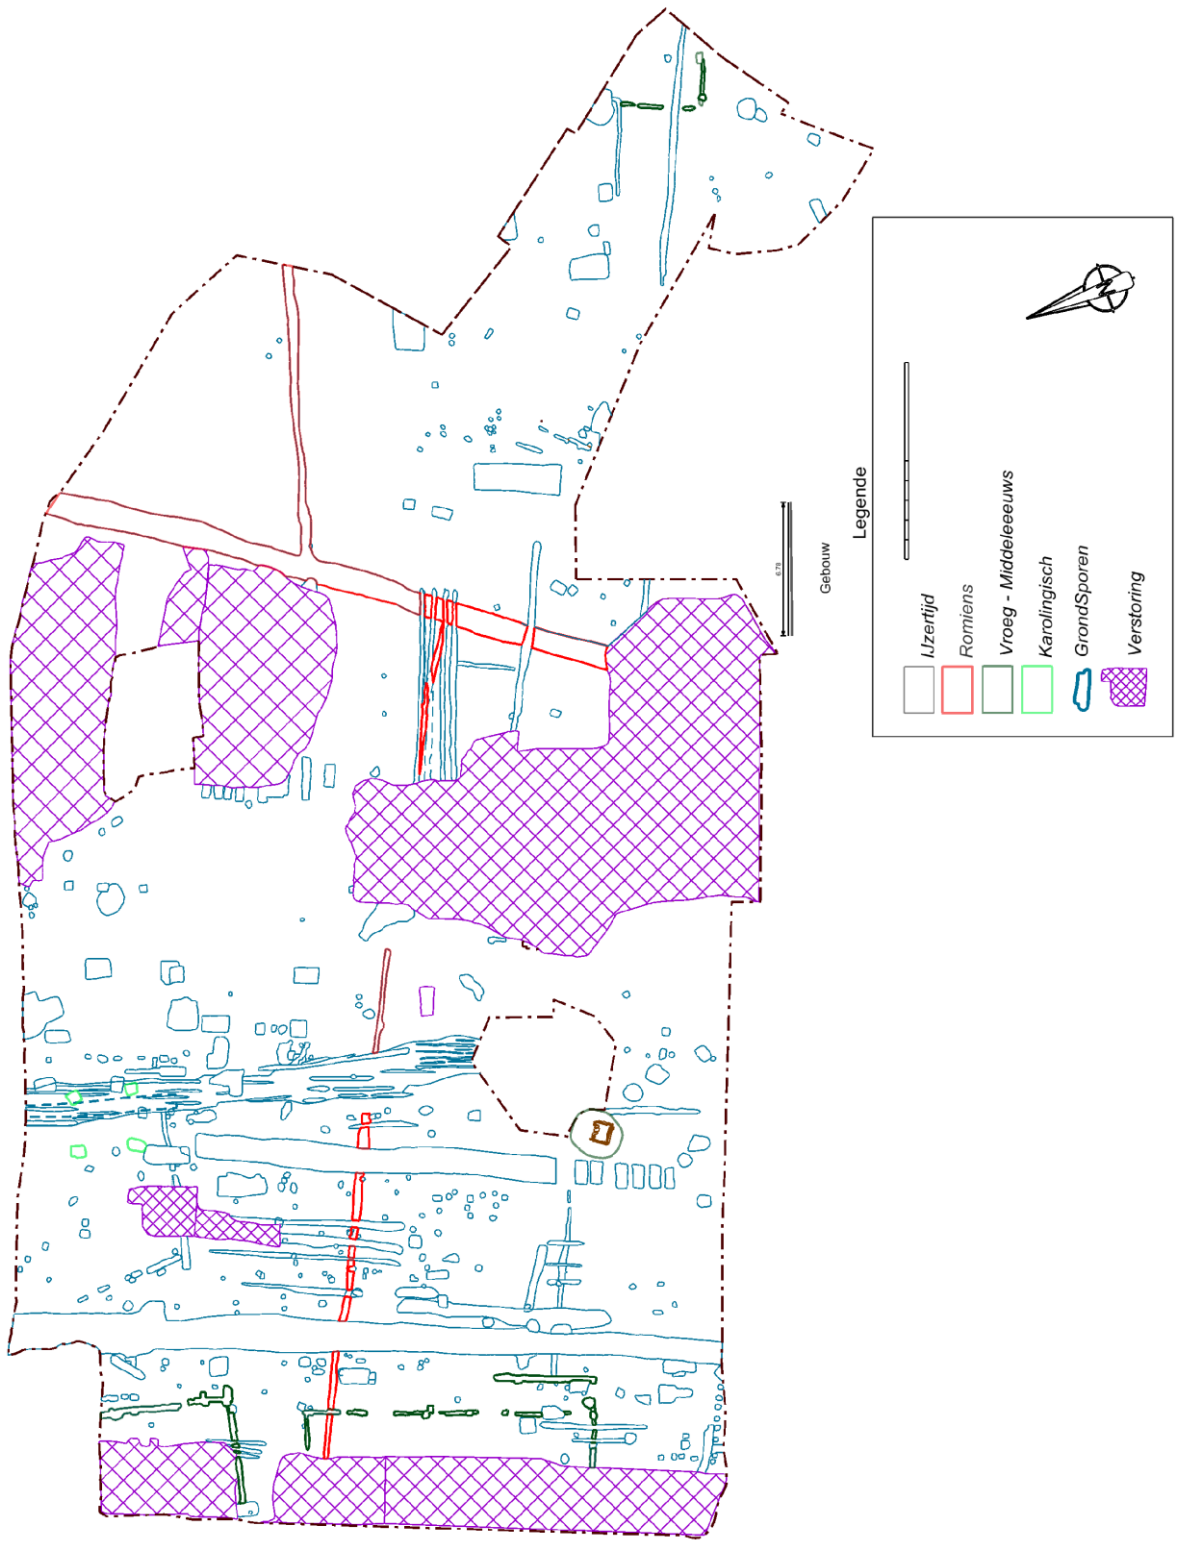 Legende
IJzertijd
Romiens
Vroeg - Middeleeeuws
Karolingisch
GrondSporen
Verstoring
Gebouw